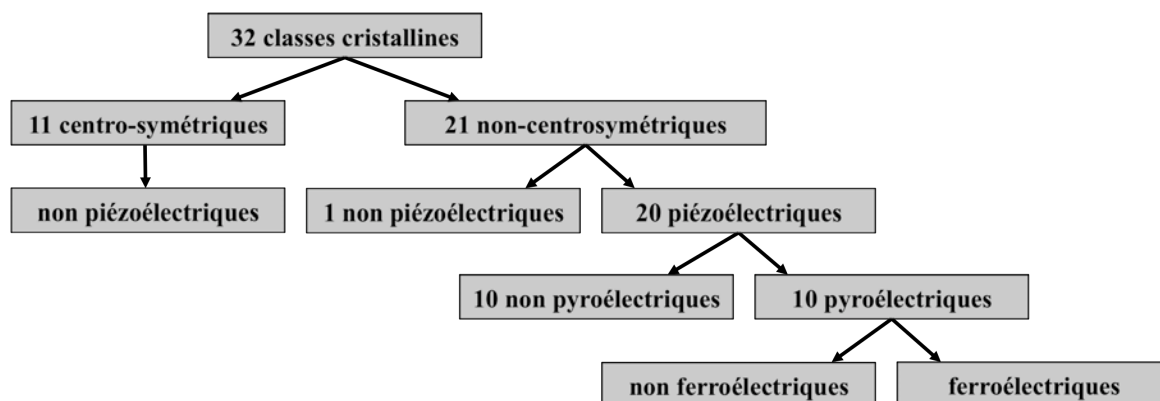 32 classes cristallines
11 centro-symétriques
21 non-centrosymétriques
non piézoélectriques
1 non piézoélectriques
20 piézoélectriques
10 non pyroélectriques
10 pyroélectriques
non ferroélectriques
ferroélectriques